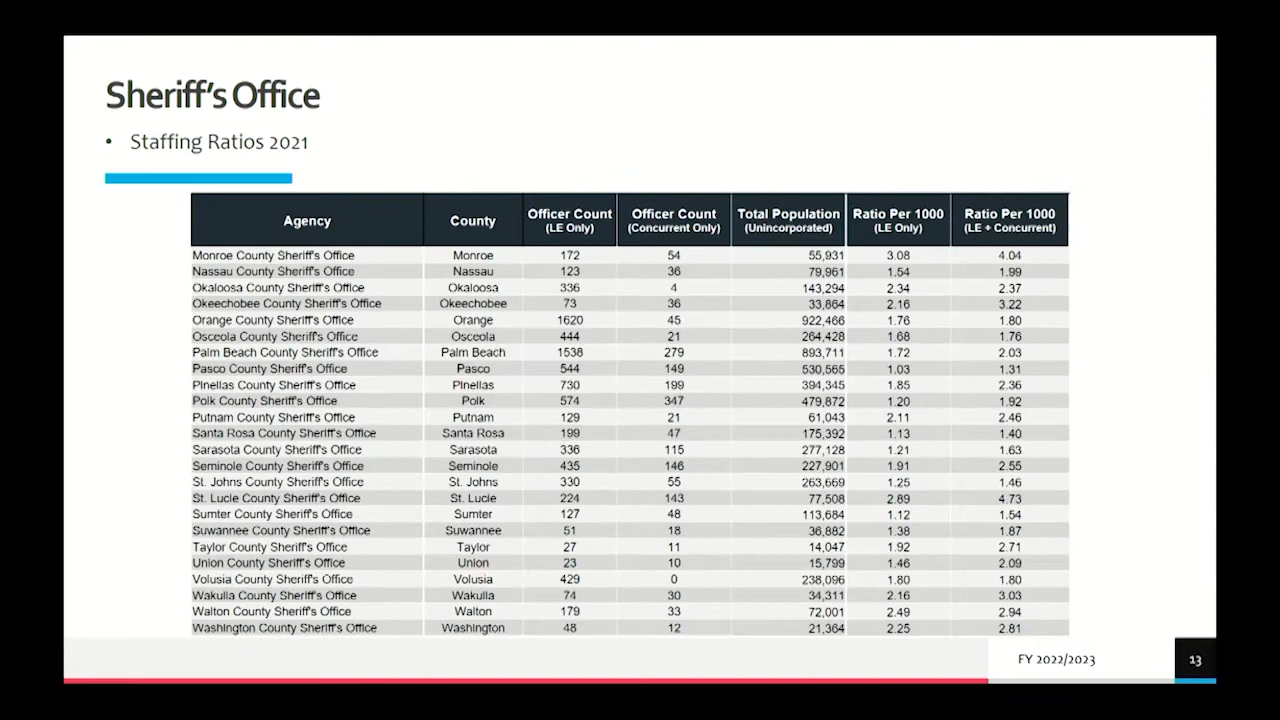 Sheriff's Office
• Staffing Ratios 2021
Agency County Officer Count (LE Only) Officer Count (Concurrent Only) Total Population (Unincorporated) Ratio Per 1000 (LE Only) Ratio Per 1000 (LE + Concurrent)
Monroe County Sheriff's Office Monroe 172 54 55,931 3.08 4.04
Nassau County Sheriff's Office Nassau 123 36 79,961 1.54 1.99
Okaloosa County Sheriff's Office Okaloosa 336 4 143,294 2.34 2.37
Okeechobee County Sheriff's Office Okeechobee 73 36 33,864 2.16 3.22
Orange County Sheriff's Office Orange 1620 45 922,466 1.76 1.80
Osceola County Sheriff's Office Osceola 444 21 264,428 1.68 1.76
Palm Beach County Sheriff's Office Palm Beach 1538 279 893,711 1.72 2.03
Pasco County Sheriff's Office Pasco 544 149 530,565 1.03 1.31
Pinellas County Sheriff's Office Pinellas 730 199 394,345 1.85 2.36
Polk County Sheriff's Office Polk 574 347 479,872 1.20 1.92
Putnam County Sheriff's Office Putnam 129 21 61,043 2.11 2.46
Santa Rosa County Sheriff's Office Santa Rosa 199 47 175,392 1.13 1.40
Sarasota County Sheriff's Office Sarasota 336 115 277,128 1.21 1.63
Seminole County Sheriff's Office Seminole 435 146 227,901 1.91 2.55
St. Johns County Sheriff's Office St. Johns 330 55 263,669 1.25 1.46
St. Lucie County Sheriff's Office St. Lucie 224 143 77,508 2.89 4.73
Sumter County Sheriff's Office Sumter 127 48 113,684 1.12 1.54
Suwannee County Sheriff's Office Suwannee 51 18 36,882 1.38 1.87
Taylor County Sheriff's Office Taylor 27 11 14,047 1.92 2.71
Union County Sheriff's Office Union 23 10 15,799 1.46 2.09
Volusia County Sheriff's Office Volusia 429 0 238,096 1.80 1.80
Wakulla County Sheriff's Office Wakulla 74 30 34,311 2.16 3.03
Walton County Sheriff's Office Walton 179 33 72,001 2.49 2.94
Washington County Sheriff's Office Washington 48 12 21,364 2.25 2.81
FY 2022/2023 13